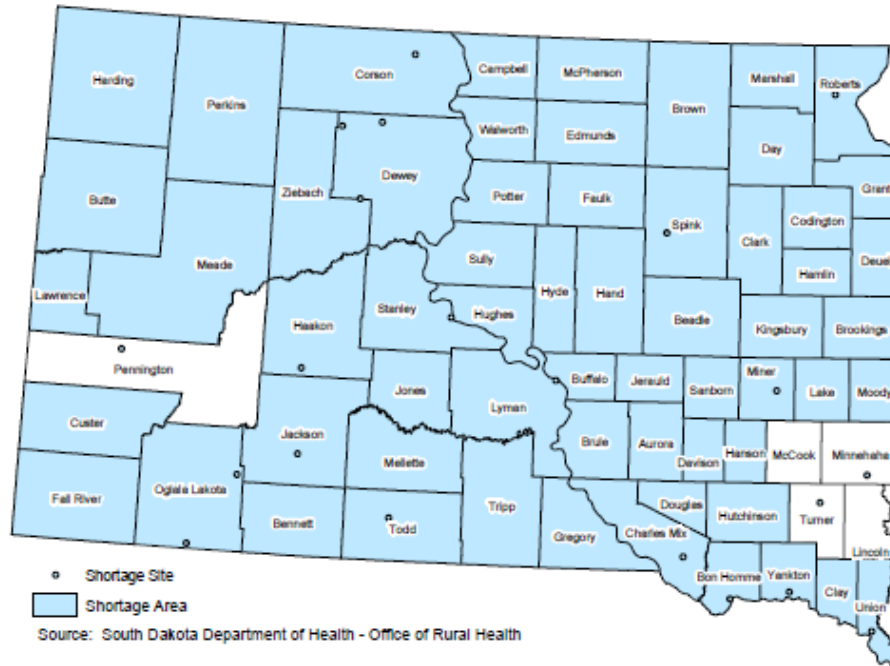 Harding
Perkins
Corson
Campbell
McPherson
Brown
Marshall
Roberts
Walworth
Edmunds
Day
Butte
Ziebach
Dewey
Potter
Faulk
Spink
Clark
Codington
Grant
Meade
Sully
Hyde
Hand
Hamlin
Deuel
Lawrence
Haakon
Stanley
Hughes
Beadle
Kingsbury
Brookings
Pennington
Jones
Lyman
Buffalo
Jerauld
Sanborn
Miner
Lake
Moody
Custer
Jackson
Mellette
Brule
Aurora
Davison
Hanson
McCook
Minnehaha
Fall River
Oglala Lakota
Bennett
Todd
Tripp
Gregory
Douglas
Charles Mix
Hutchinson
Turner
Lincoln
Bon Homme
Yankton
Clay
Union
Shortage Site
Shortage Area
Source: South Dakota Department of Health - Office of Rural Health